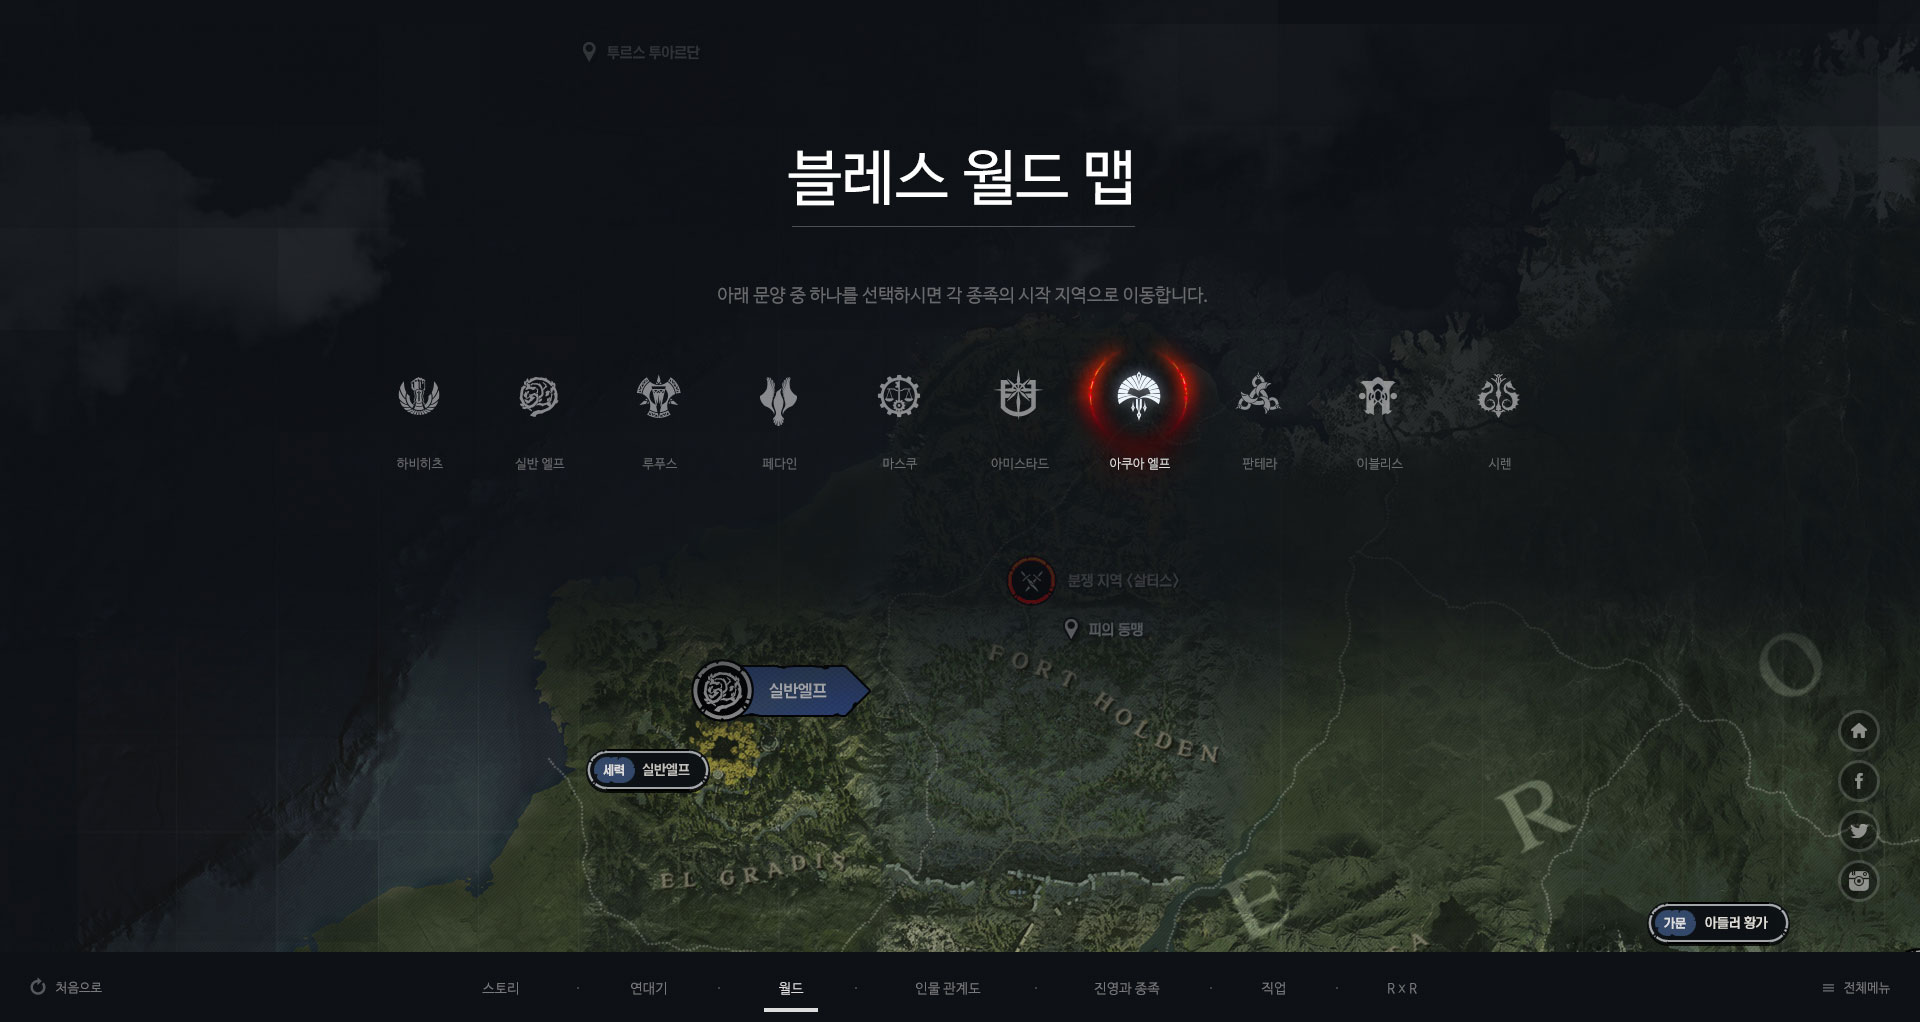 투르스 투아르단
블레스 월드 맵
아래 문양 중 하나를 선택하시면 각 종족의 시작 지역으로 이동합니다.
하비히츠
실반 엘프
루푸스
페다인
마스쿠
아미스타드
아쿠아 엘프
판테라
이블리스
시렌
분쟁 지역 <살티스>
피의 동맹
FORT HOLDEN
O
실반엘프
세력 실반엘프
R
EL GRADIS
E
가문 아들러 황가
처음으로
스토리 · 연대기 · 월드 · 인물 관계도 · 진영과 종족 · 직업 · R x R
전체메뉴